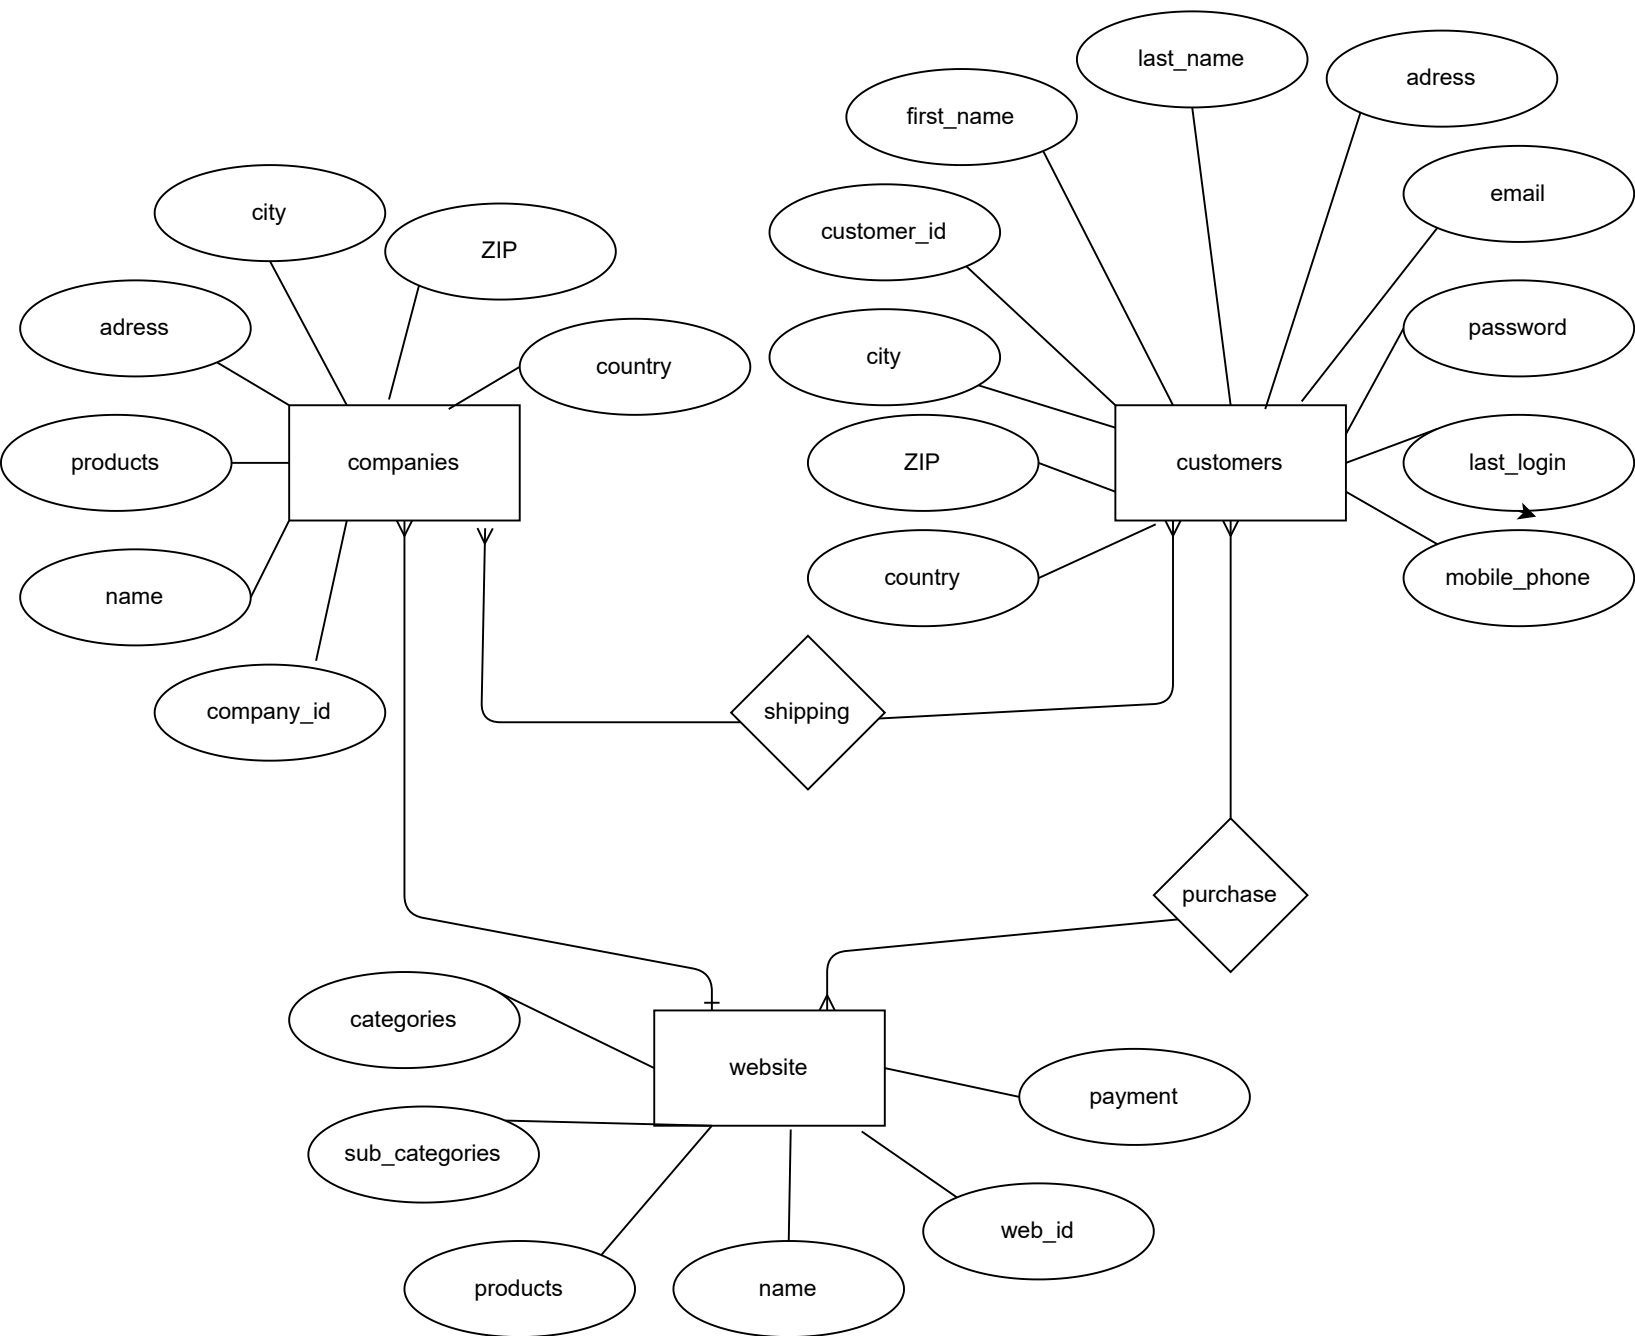 last_name
adress
first_name
email
city
customer_id
ZIP
adress
password
city
country
products
companies
ZIP
customers
last_login
name
country
mobile_phone
company_id
shipping
purchase
categories
website
payment
sub_categories
web_id
products
name